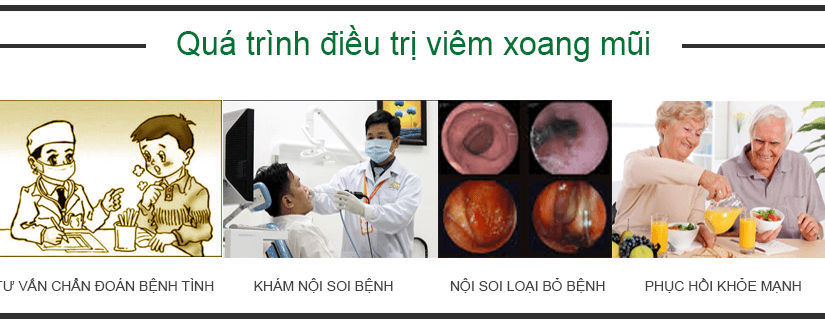 Quá trình điều trị viêm xoang mũi
TƯ VẤN CHẨN ĐOÁN BỆNH TÌNH
KHÁM NỘI SOI BỆNH
NỘI SOI LOẠI BỎ BỆNH
PHỤC HỒI KHỎE MẠNH